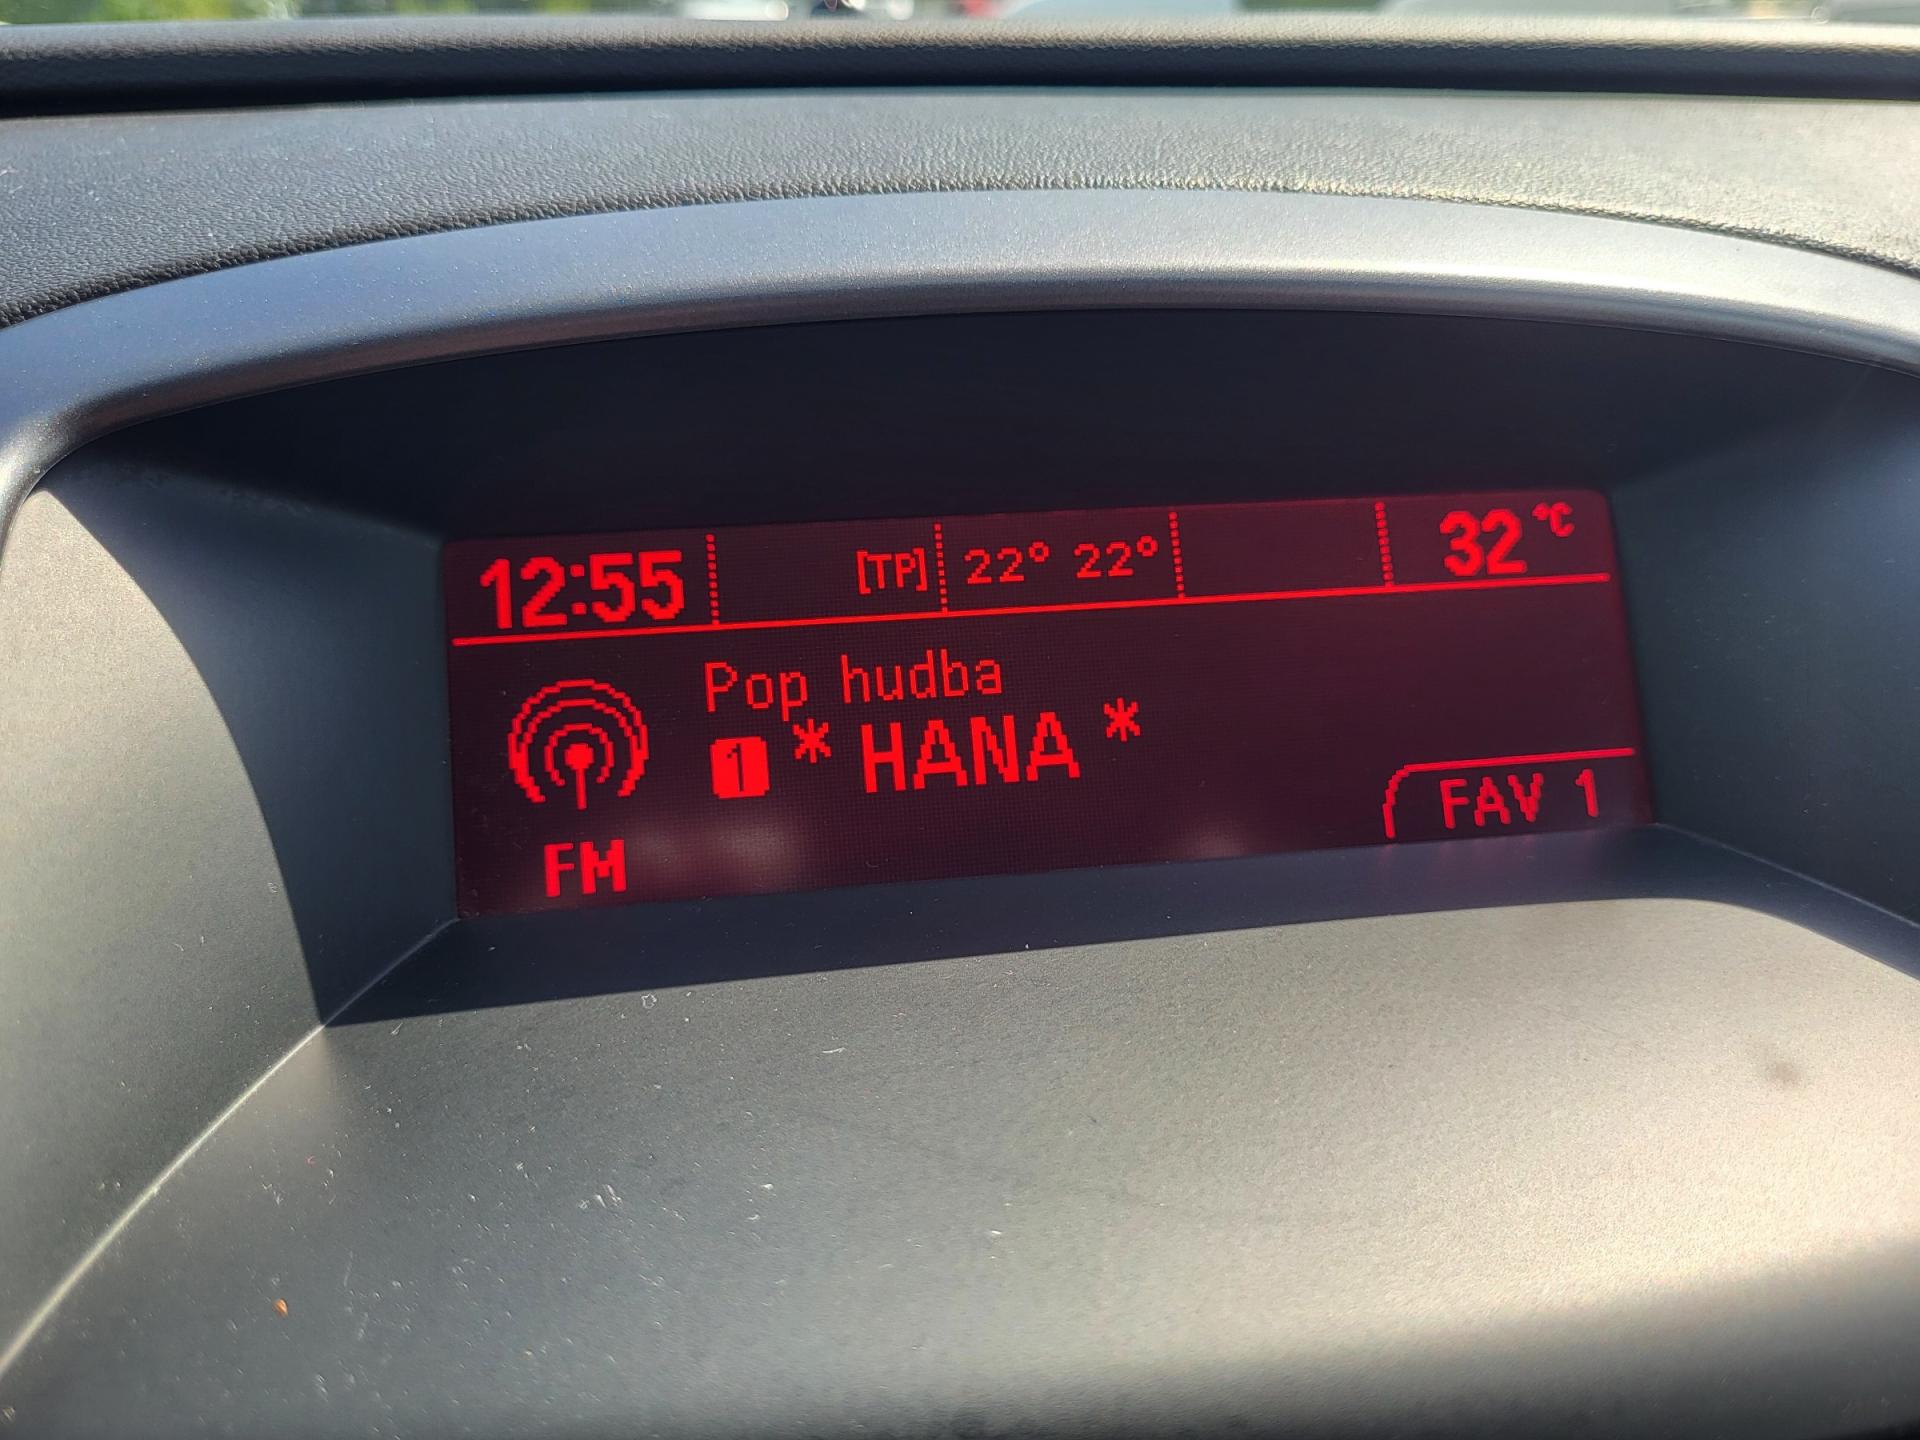 12:55 [TP] 22° 22° 32 °C
Pop hudba
1 * HANA *
FAV 1
FM